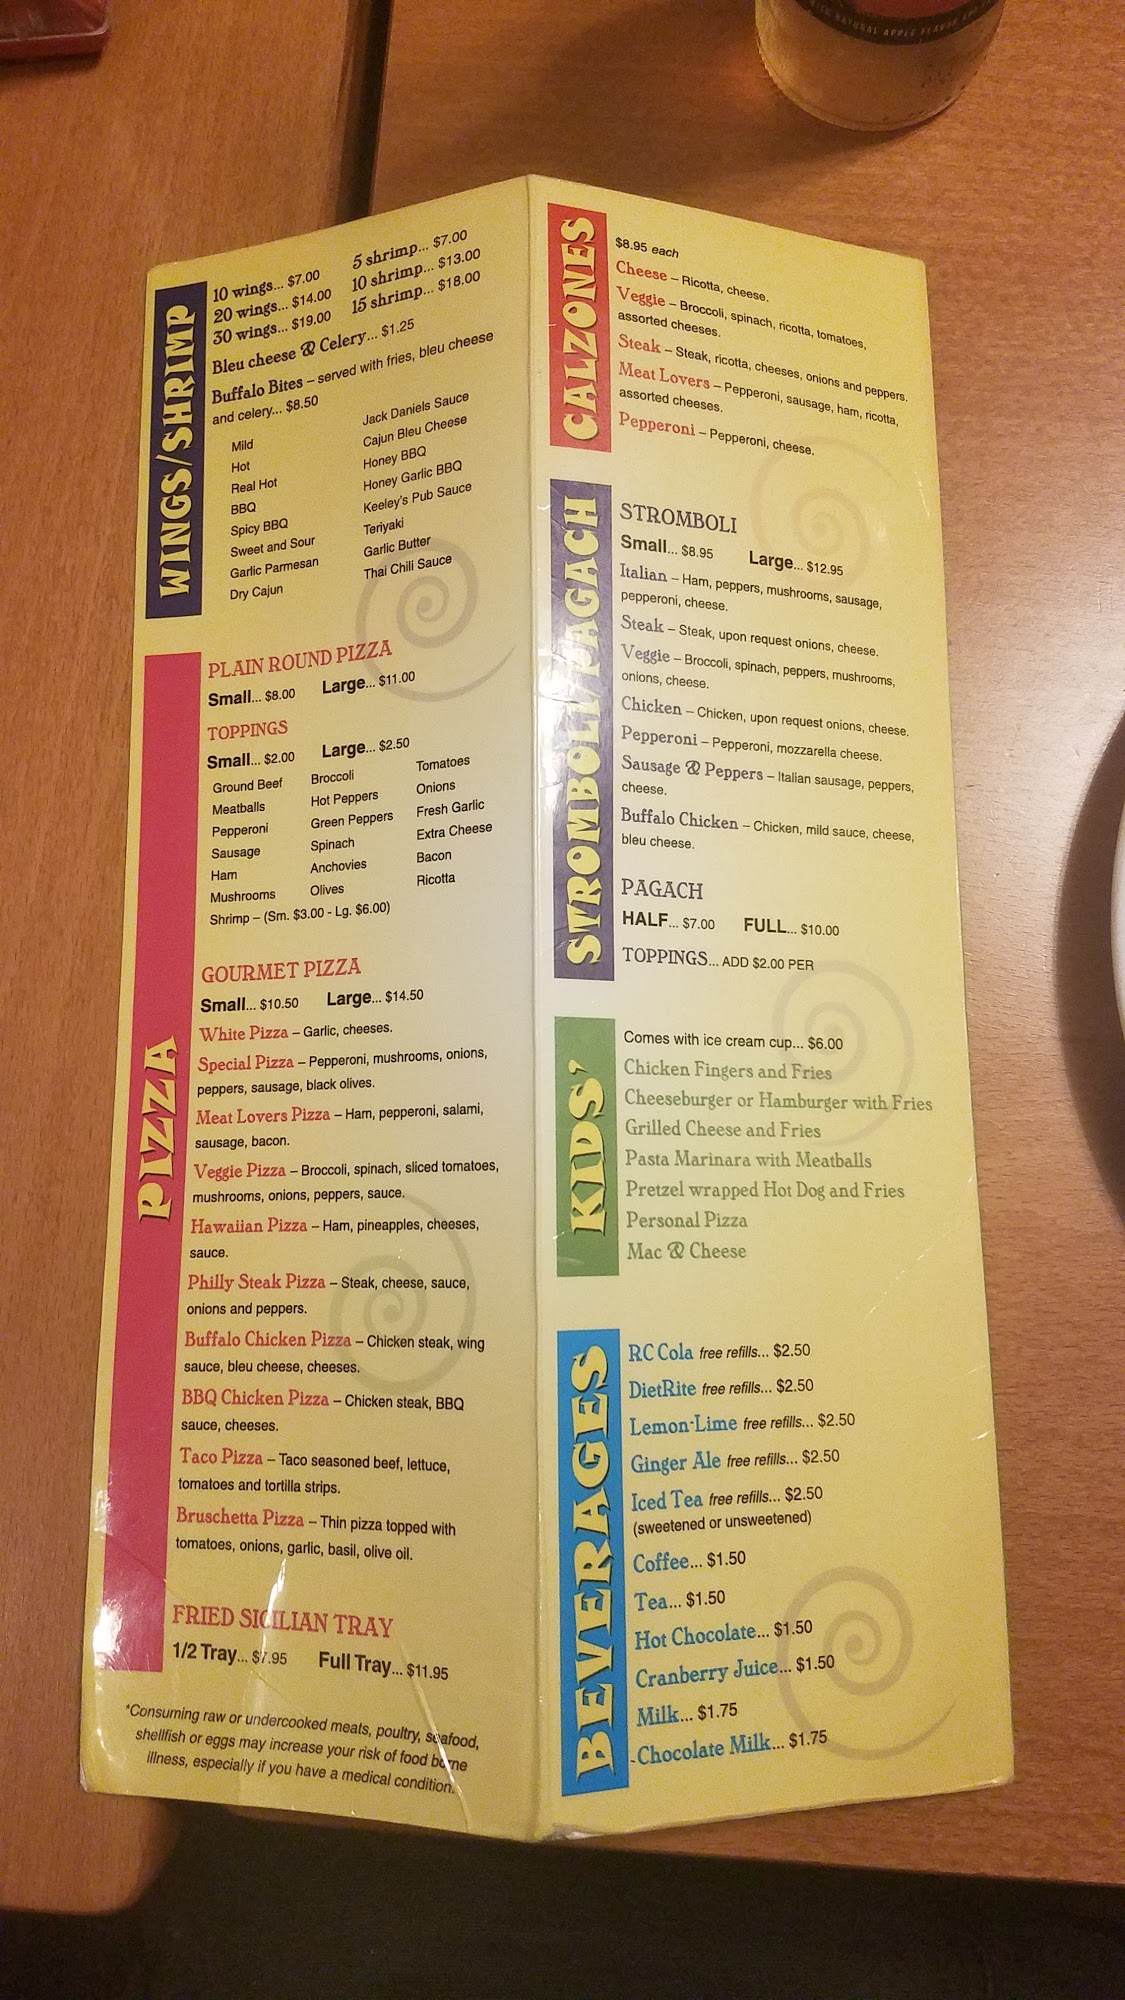 WITH NATURAL APPLE FLAVOR
WINGS/SHRIMP
10 wings... $7.00 5 shrimp... $7.00
20 wings... $14.00 10 shrimp... $13.00
30 wings... $19.00 15 shrimp... $18.00
Bleu cheese & Celery... $1.25
Buffalo Bites – served with fries, bleu cheese
and celery... $8.50
Mild
Hot
Real Hot
BBQ
Spicy BBQ
Sweet and Sour
Garlic Parmesan
Dry Cajun
Jack Daniels Sauce
Cajun Bleu Cheese
Honey BBQ
Honey Garlic BBQ
Keeley's Pub Sauce
Teriyaki
Garlic Butter
Thai Chili Sauce
PIZZA
PLAIN ROUND PIZZA
Small... $8.00 Large... $11.00
TOPPINGS
Small... $2.00 Large... $2.50
Ground Beef
Meatballs
Pepperoni
Sausage
Ham
Mushrooms
Broccoli
Hot Peppers
Green Peppers
Spinach
Anchovies
Olives
Tomatoes
Onions
Fresh Garlic
Extra Cheese
Bacon
Ricotta
Shrimp – (Sm. $3.00 - Lg. $6.00)
GOURMET PIZZA
Small... $10.50 Large... $14.50
White Pizza – Garlic, cheeses.
Special Pizza – Pepperoni, mushrooms, onions,
peppers, sausage, black olives.
Meat Lovers Pizza – Ham, pepperoni, salami,
sausage, bacon.
Veggie Pizza – Broccoli, spinach, sliced tomatoes,
mushrooms, onions, peppers, sauce.
Hawaiian Pizza – Ham, pineapples, cheeses,
sauce.
Philly Steak Pizza – Steak, cheese, sauce,
onions and peppers.
Buffalo Chicken Pizza – Chicken steak, wing
sauce, bleu cheese, cheeses.
BBQ Chicken Pizza – Chicken steak, BBQ
sauce, cheeses.
Taco Pizza – Taco seasoned beef, lettuce,
tomatoes and tortilla strips.
Bruschetta Pizza – Thin pizza topped with
tomatoes, onions, garlic, basil, olive oil.
FRIED SICILIAN TRAY
1/2 Tray... $7.95 Full Tray... $11.95
*Consuming raw or undercooked meats, poultry, seafood,
shellfish or eggs may increase your risk of food borne
illness, especially if you have a medical condition.
CALZONES
$8.95 each
Cheese – Ricotta, cheese.
Veggie – Broccoli, spinach, ricotta, tomatoes,
assorted cheeses.
Steak – Steak, ricotta, cheeses, onions and peppers.
Meat Lovers – Pepperoni, sausage, ham, ricotta,
assorted cheeses.
Pepperoni – Pepperoni, cheese.
STROMBOLI/PAGACH
STROMBOLI
Small... $8.95 Large... $12.95
Italian – Ham, peppers, mushrooms, sausage,
pepperoni, cheese.
Steak – Steak, upon request onions, cheese.
Veggie – Broccoli, spinach, peppers, mushrooms,
onions, cheese.
Chicken – Chicken, upon request onions, cheese.
Pepperoni – Pepperoni, mozzarella cheese.
Sausage & Peppers – Italian sausage, peppers,
cheese.
Buffalo Chicken – Chicken, mild sauce, cheese,
bleu cheese.
PAGACH
HALF... $7.00 FULL... $10.00
TOPPINGS... ADD $2.00 PER
KIDS'
Comes with ice cream cup... $6.00
Chicken Fingers and Fries
Cheeseburger or Hamburger with Fries
Grilled Cheese and Fries
Pasta Marinara with Meatballs
Pretzel wrapped Hot Dog and Fries
Personal Pizza
Mac & Cheese
BEVERAGES
RC Cola free refills... $2.50
DietRite free refills... $2.50
Lemon-Lime free refills... $2.50
Ginger Ale free refills... $2.50
Iced Tea free refills... $2.50
(sweetened or unsweetened)
Coffee... $1.50
Tea... $1.50
Hot Chocolate... $1.50
Cranberry Juice... $1.50
Milk... $1.75
Chocolate Milk... $1.75